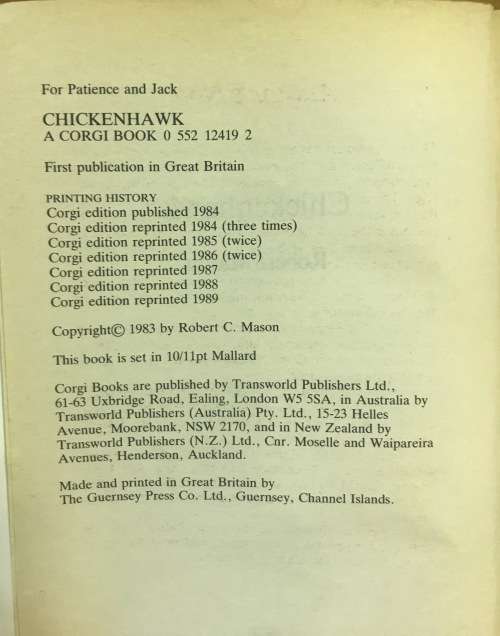 For Patience and Jack
CHICKENHAWK
A CORGI BOOK 0 552 12419 2
First publication in Great Britain
PRINTING HISTORY
Corgi edition published 1984
Corgi edition reprinted 1984 (three times)
Corgi edition reprinted 1985 (twice)
Corgi edition reprinted 1986 (twice)
Corgi edition reprinted 1987
Corgi edition reprinted 1988
Corgi edition reprinted 1989
Copyright© 1983 by Robert C. Mason
This book is set in 10/11pt Mallard
Corgi Books are published by Transworld Publishers Ltd.,
61-63 Uxbridge Road, Ealing, London W5 5SA, in Australia by
Transworld Publishers (Australia) Pty. Ltd., 15-23 Helles
Avenue, Moorebank, NSW 2170, and in New Zealand by
Transworld Publishers (N.Z.) Ltd., Cnr. Moselle and Waipareira
Avenues, Henderson, Auckland.
Made and printed in Great Britain by
The Guernsey Press Co. Ltd., Guernsey, Channel Islands.